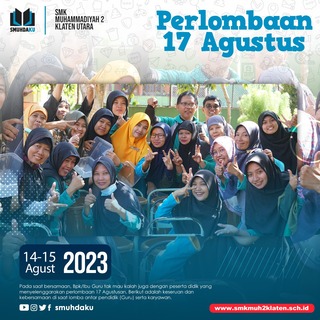 SMUHDAKU
SMK
MUHAMMADIYAH 2
KLATEN UTARA
Perlombaan
17 Agustus
14-15
Agust
2023
Pada saat bersamaan, Bpk/Ibu Guru tak mau kalah juga dengan peserta didik yang
menyelenggarakan perlombaan 17 Agustusan. Berikut adalah keseruan dan
kebersamaan di saat lomba antar pendidik (Guru) serta karyawan.
smuhdaku
www.smkmuh2klaten.sch.id